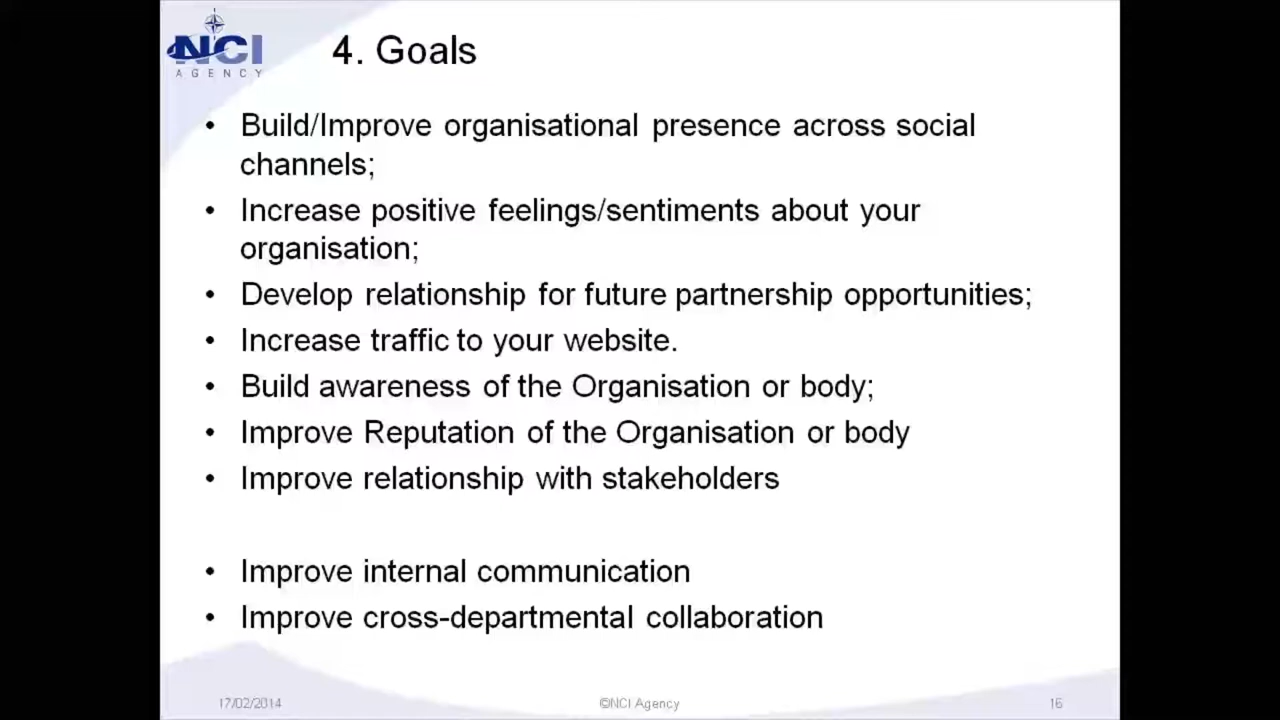 NCI
AGENCY
4. Goals
• Build/Improve organisational presence across social
channels;
• Increase positive feelings/sentiments about your
organisation;
• Develop relationship for future partnership opportunities;
• Increase traffic to your website.
• Build awareness of the Organisation or body;
• Improve Reputation of the Organisation or body
• Improve relationship with stakeholders
• Improve internal communication
• Improve cross-departmental collaboration
17/02/2014
©NCI Agency
16